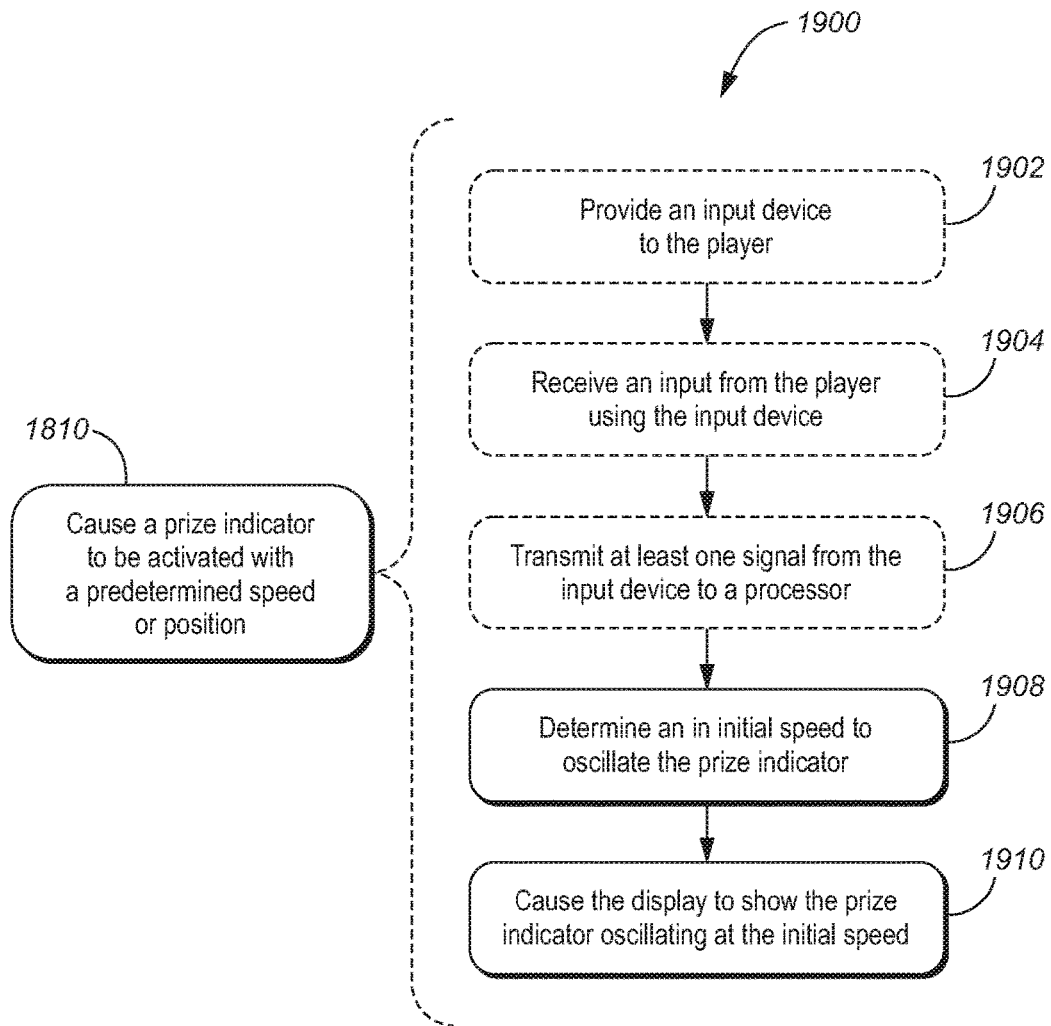 1900
1902
Provide an input device
to the player
1904
Receive an input from the player
using the input device
1810
Cause a prize indicator
to be activated with
a predetermined speed
or position
1906
Transmit at least one signal from the
input device to a processor
1908
Determine an in initial speed to
oscillate the prize indicator
1910
Cause the display to show the prize
indicator oscillating at the initial speed